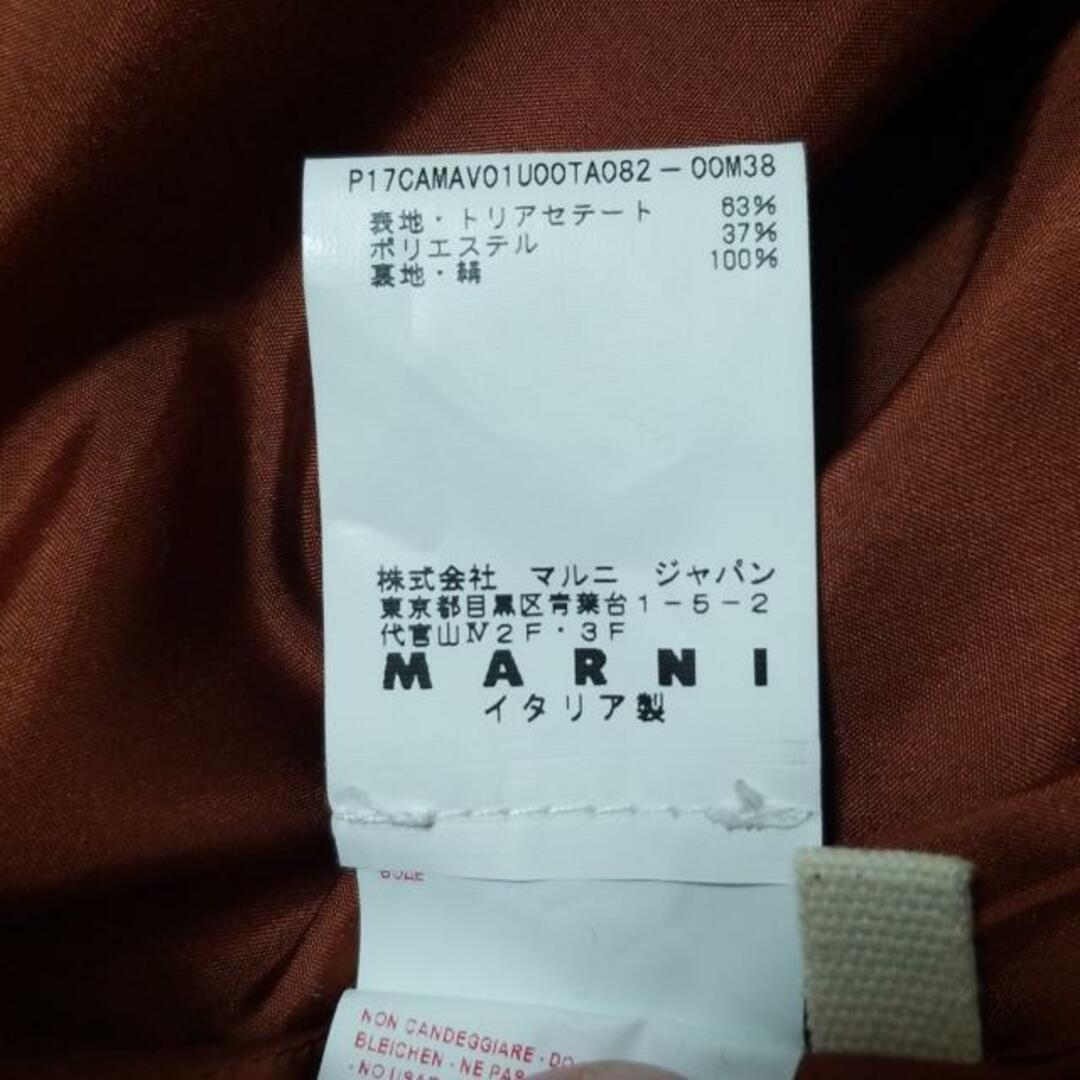 P17CAMAV01U00TA082-00M38
表地・トリアセテート 63%
ポリエステル 37%
裏地・絹 100%
株式会社 マルニ ジャパン
東京都目黒区青葉台1-5-2
代官山Ⅳ2F・3F
MARNI
イタリア製
NON CANDEGGIARE · DO
BLEICHEN · NE PAS